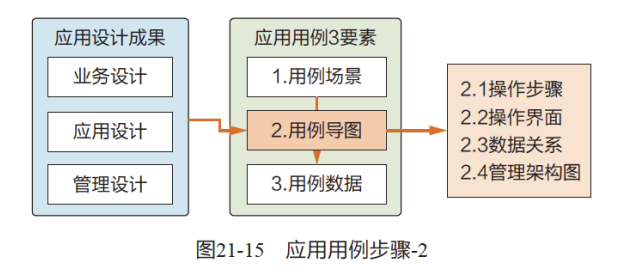 应用设计成果
业务设计
应用设计
管理设计
应用用例3要素
1.用例场景
2.用例导图
3.用例数据
2.1操作步骤
2.2操作界面
2.3数据关系
2.4管理架构图
图21-15 应用用例步骤-2